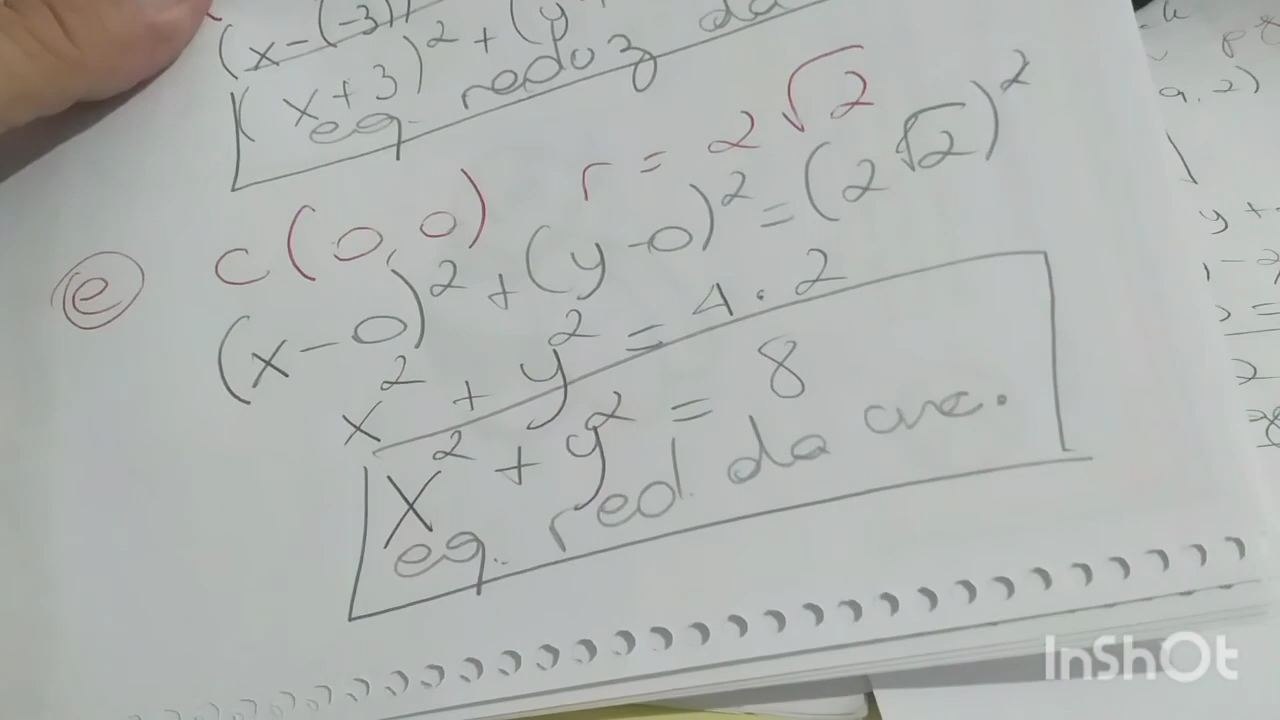 (x-(-3))
(x+3)² + (y
eq. reduz da
e C(0,0) r = 2√2
(x-0)² + (y-0)² = (2√2)²
x² + y² = 4.2
x² + y² = 8
eq. red. da circ.
InShOt